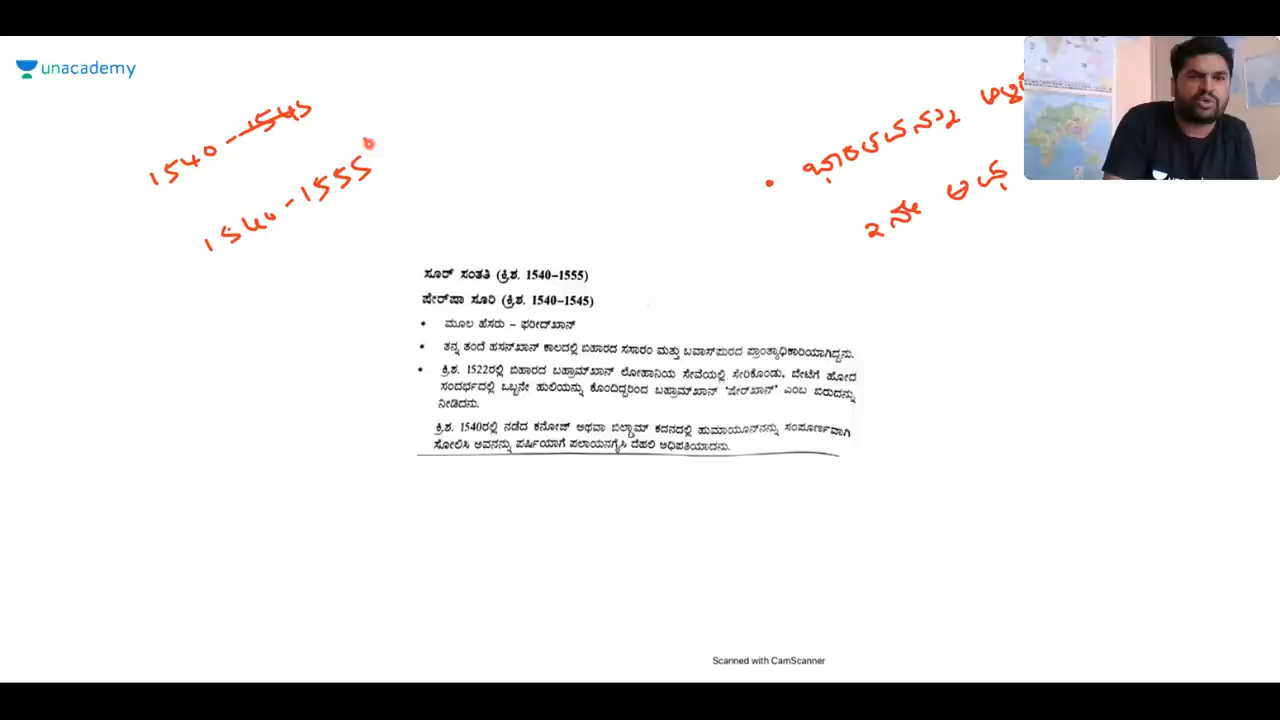 unacademy
1540 - 1545
1540 - 1555
• ಭಾರತವನ್ನು
2ನೇ
ಸೂರ್ ಸಂತತಿ (ಕ್ರಿ.ಶ. 1540–1555)
ಷೇರ್‌ಷಾ ಸೂರಿ (ಕ್ರಿ.ಶ. 1540–1545)
• ಮೂಲ ಹೆಸರು – ಫರೀದ್‌ಖಾನ್
• ತನ್ನ ತಂದೆ ಹಸನ್‌ಖಾನ್ ಕಾಲದಲ್ಲಿ ಬಿಹಾರದ ಸಸಾರಂ ಮತ್ತು ಬವಾಸ್‌ಪುರದ ಪ್ರಾಂತ್ಯಾಧಿಕಾರಿಯಾಗಿದ್ದನು.
• ಕ್ರಿ.ಶ. 1522ರಲ್ಲಿ ಬಿಹಾರದ ಬಹ್ರಾಮ್‌ಖಾನ್ ಲೋಹಾನಿಯ ಸೇವೆಯಲ್ಲಿ ಸೇರಿಕೊಂಡು, ಬೇಟೆಗೆ ಹೋದ
ಸಂದರ್ಭದಲ್ಲಿ ಒಬ್ಬನೇ ಹುಲಿಯನ್ನು ಕೊಂದಿದ್ದರಿಂದ ಬಹ್ರಾಮ್‌ಖಾನ್ 'ಷೇರ್‌ಖಾನ್' ಎಂಬ ಬಿರುದನ್ನು
ನೀಡಿದನು.
ಕ್ರಿ.ಶ. 1540ರಲ್ಲಿ ನಡೆದ ಕನೋಜ್ ಅಥವಾ ಬಿಲ್ಗ್ರಾಮ್ ಕದನದಲ್ಲಿ ಹುಮಾಯೂನ್‌ನನ್ನು ಸಂಪೂರ್ಣವಾಗಿ
ಸೋಲಿಸಿ ಅವನನ್ನು ಪರ್ಷಿಯಾಗೆ ಪಲಾಯನಗೈಸಿ ದೆಹಲಿ ಅಧಿಪತಿಯಾದನು.
Scanned with CamScanner